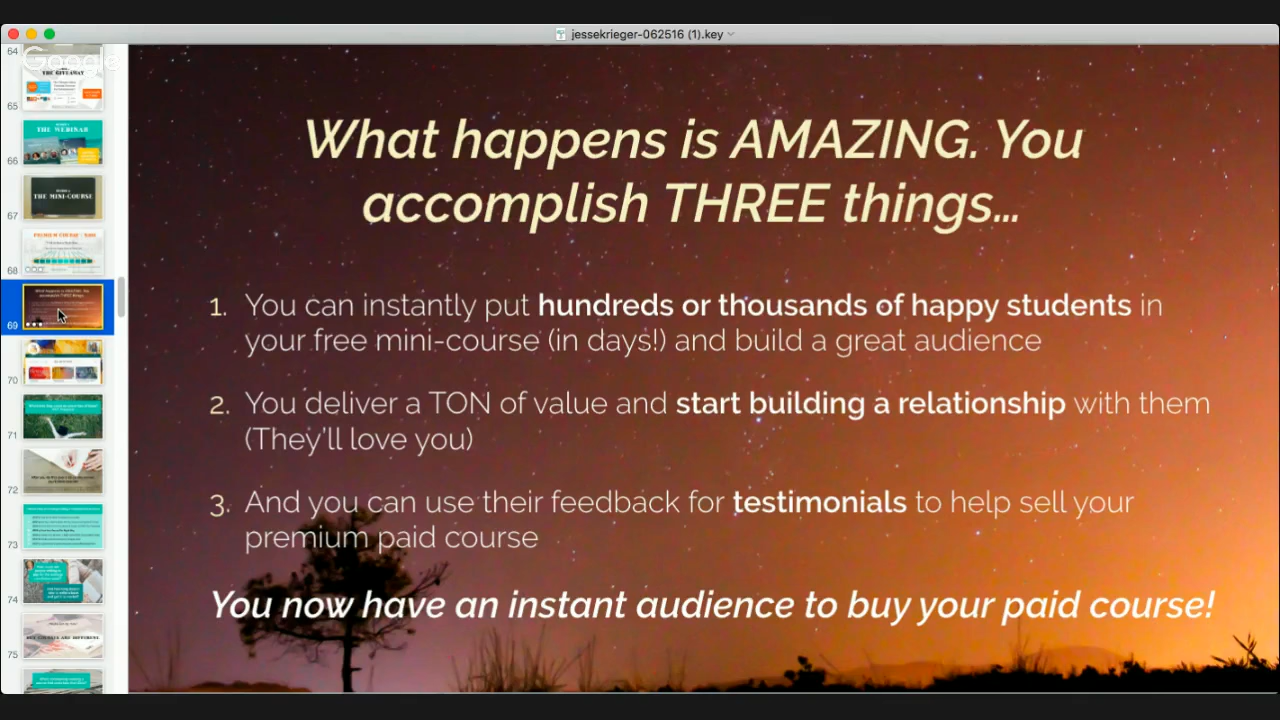 jessekrieger-062516 (1).key
Google
64
THE GIVEAWAY
65
THE WEBINAR
66
THE MINI-COURSE
67
68
69
70
71
72
73
74
75
What happens is AMAZING. You
accomplish THREE things...
1. You can instantly put hundreds or thousands of happy students in
your free mini-course (in days!) and build a great audience
2. You deliver a TON of value and start building a relationship with them
(They'll love you)
3. And you can use their feedback for testimonials to help sell your
premium paid course
You now have an instant audience to buy your paid course!